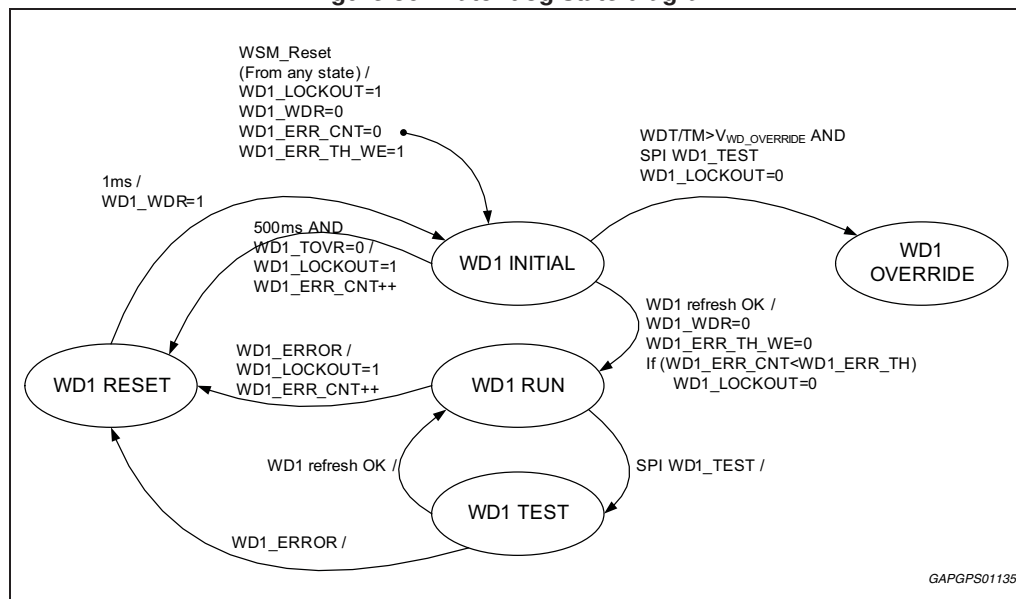 WSM_Reset
(From any state) /
WD1_LOCKOUT=1
WD1_WDR=0
WD1_ERR_CNT=0
WD1_ERR_TH_WE=1
WDT/TM>VWD_OVERRIDE AND
SPI WD1_TEST
WD1_LOCKOUT=0
1ms /
WD1_WDR=1
500ms AND
WD1_TOVR=0 /
WD1_LOCKOUT=1
WD1_ERR_CNT++
WD1 INITIAL
WD1
OVERRIDE
WD1 refresh OK /
WD1_WDR=0
WD1_ERR_TH_WE=0
If (WD1_ERR_CNT<WD1_ERR_TH)
WD1_LOCKOUT=0
WD1_ERROR /
WD1_LOCKOUT=1
WD1_ERR_CNT++
WD1 RESET
WD1 RUN
WD1 refresh OK /
SPI WD1_TEST /
WD1 TEST
WD1_ERROR /
GAPGPS01135